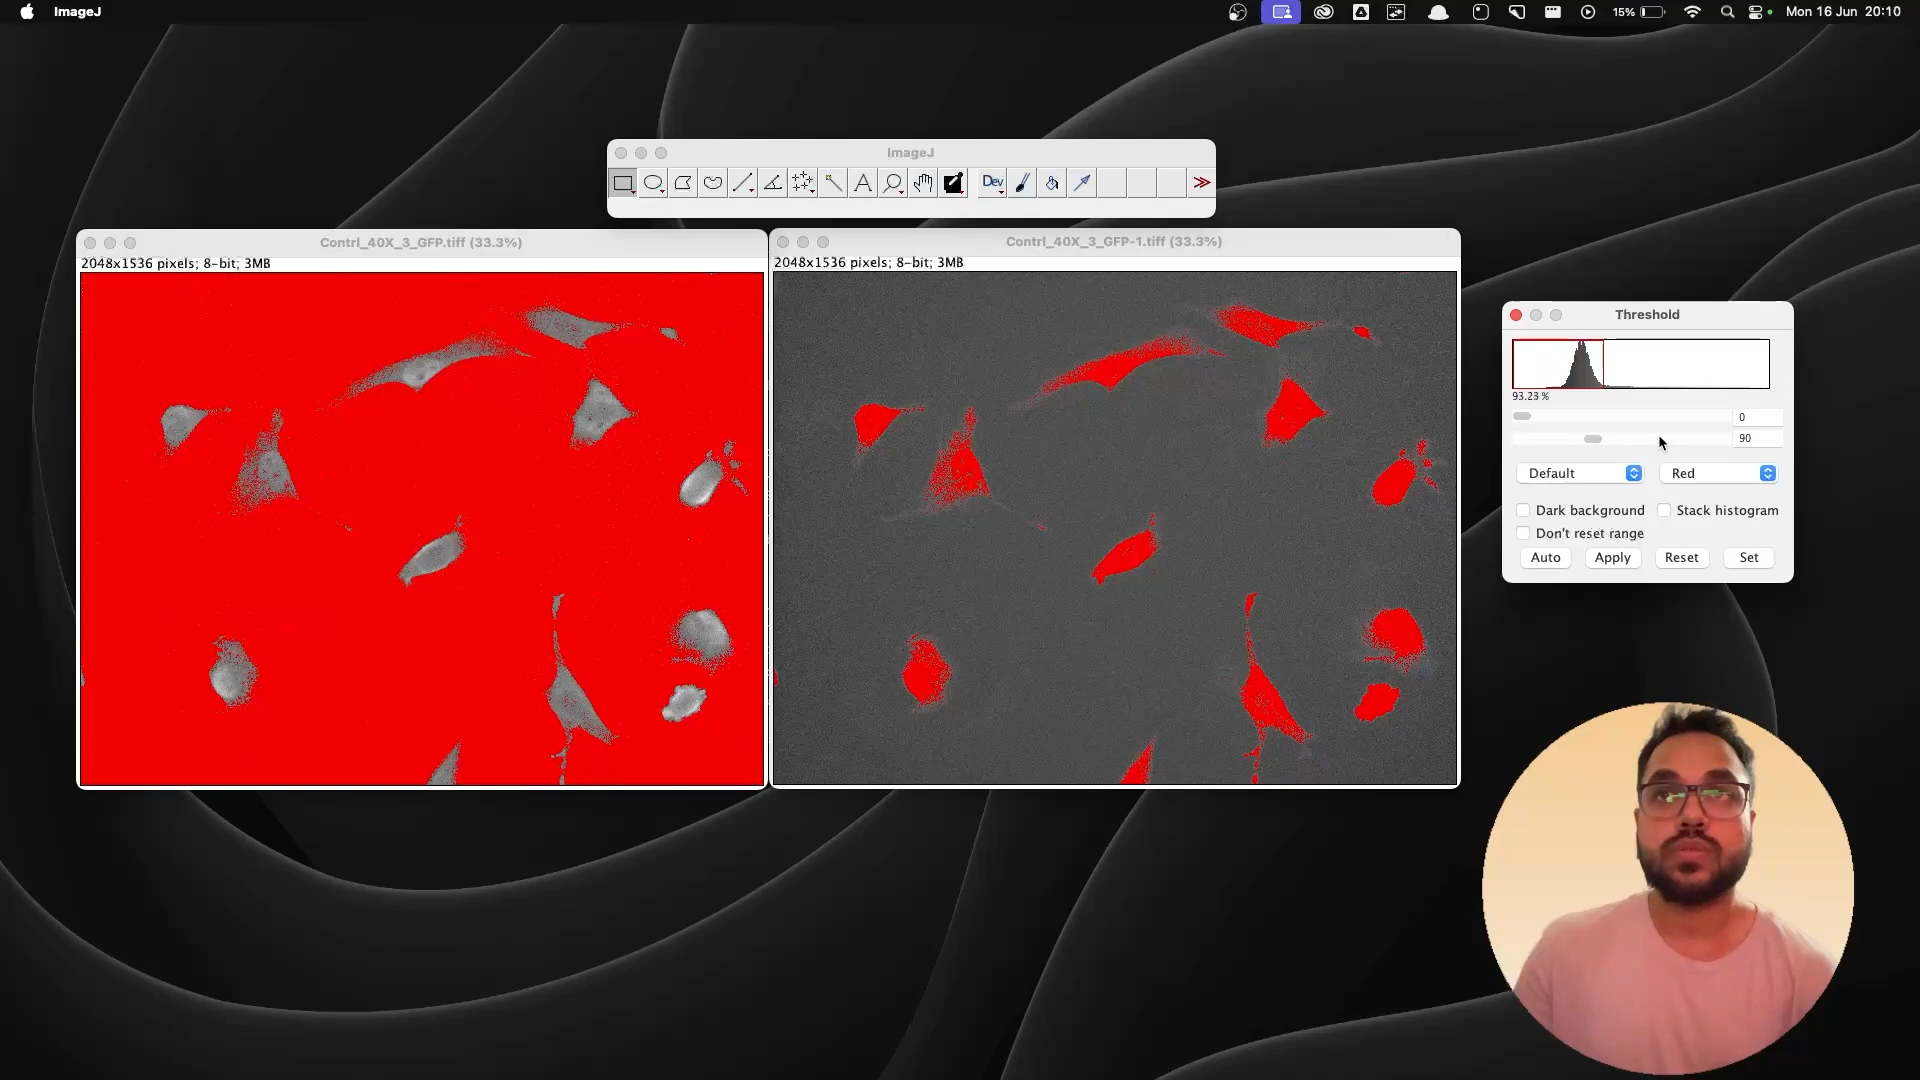 ImageJ
15%
Mon 16 Jun 20:10
ImageJ
A
Dev
Contrl_40X_3_GFP.tiff (33.3%)
2048x1536 pixels; 8-bit; 3MB
Contrl_40X_3_GFP-1.tiff (33.3%)
2048x1536 pixels; 8-bit; 3MB
Threshold
93.23 %
0
90
Default
Red
Dark background
Stack histogram
Don't reset range
Auto
Apply
Reset
Set